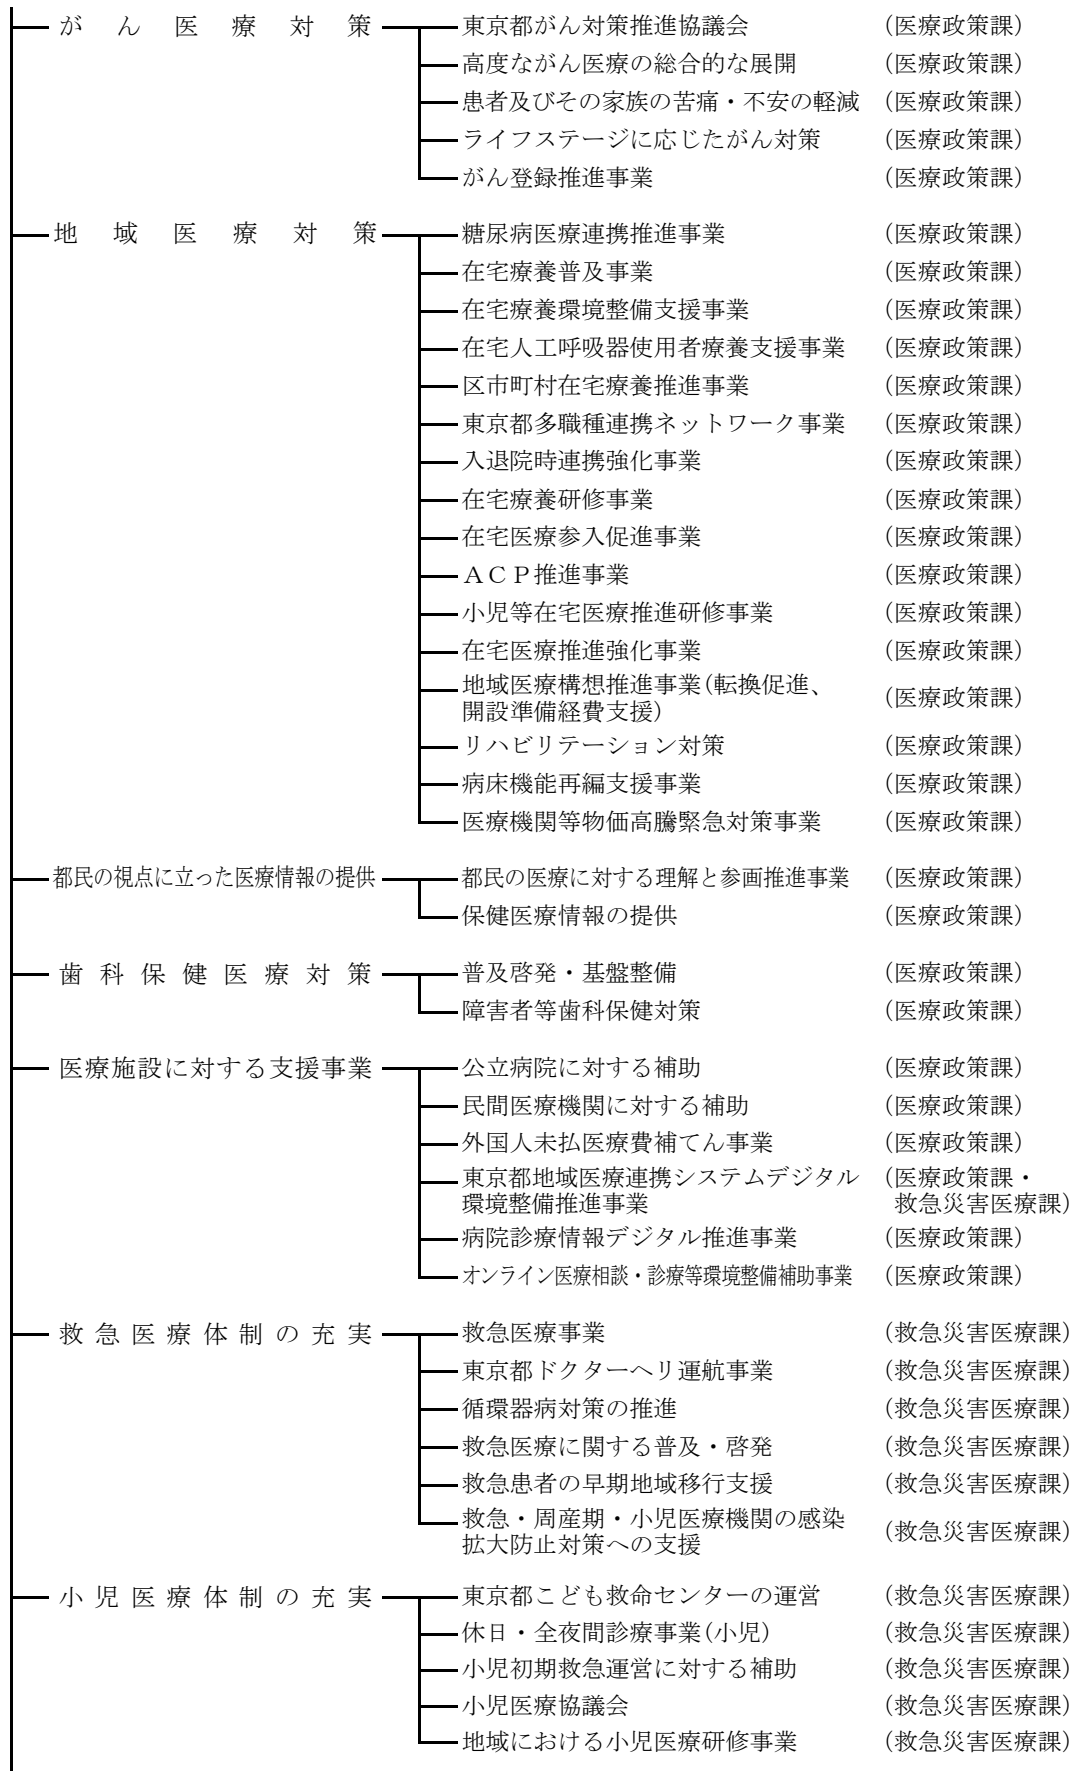 がん医療対策 東京都がん対策推進協議会 (医療政策課)
高度ながん医療の総合的な展開 (医療政策課)
患者及びその家族の苦痛・不安の軽減 (医療政策課)
ライフステージに応じたがん対策 (医療政策課)
がん登録推進事業 (医療政策課)
地域医療対策 糖尿病医療連携推進事業 (医療政策課)
在宅療養普及事業 (医療政策課)
在宅療養環境整備支援事業 (医療政策課)
在宅人工呼吸器使用者療養支援事業 (医療政策課)
区市町村在宅療養推進事業 (医療政策課)
東京都多職種連携ネットワーク事業 (医療政策課)
入退院時連携強化事業 (医療政策課)
在宅療養研修事業 (医療政策課)
在宅医療参入促進事業 (医療政策課)
ACP推進事業 (医療政策課)
小児等在宅医療推進研修事業 (医療政策課)
在宅医療推進強化事業 (医療政策課)
地域医療構想推進事業(転換促進、
開設準備経費支援) (医療政策課)
リハビリテーション対策 (医療政策課)
病床機能再編支援事業 (医療政策課)
医療機関等物価高騰緊急対策事業 (医療政策課)
都民の視点に立った医療情報の提供 都民の医療に対する理解と参画推進事業 (医療政策課)
保健医療情報の提供 (医療政策課)
歯科保健医療対策 普及啓発・基盤整備 (医療政策課)
障害者等歯科保健対策 (医療政策課)
医療施設に対する支援事業 公立病院に対する補助 (医療政策課)
民間医療機関に対する補助 (医療政策課)
外国人未払医療費補てん事業 (医療政策課)
東京都地域医療連携システムデジタル (医療政策課・
環境整備推進事業 救急災害医療課)
病院診療情報デジタル推進事業 (医療政策課)
オンライン医療相談・診療等環境整備補助事業 (医療政策課)
救急医療体制の充実 救急医療事業 (救急災害医療課)
東京都ドクターヘリ運航事業 (救急災害医療課)
循環器病対策の推進 (救急災害医療課)
救急医療に関する普及・啓発 (救急災害医療課)
救急患者の早期地域移行支援 (救急災害医療課)
救急・周産期・小児医療機関の感染
拡大防止対策への支援 (救急災害医療課)
小児医療体制の充実 東京都こども救命センターの運営 (救急災害医療課)
休日・全夜間診療事業(小児) (救急災害医療課)
小児初期救急運営に対する補助 (救急災害医療課)
小児医療協議会 (救急災害医療課)
地域における小児医療研修事業 (救急災害医療課)